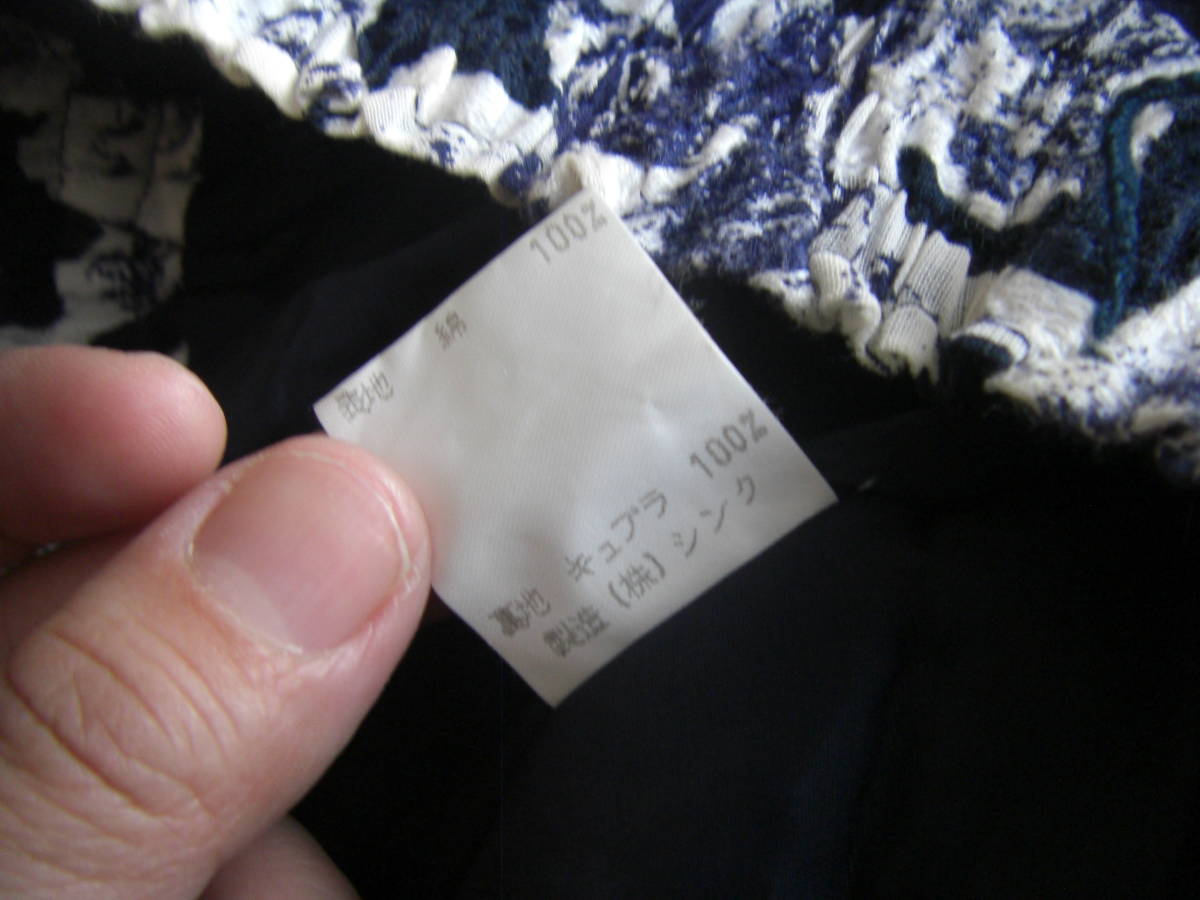 表地 綿 100%
裏地 キュプラ 100%
製造(株)シンク